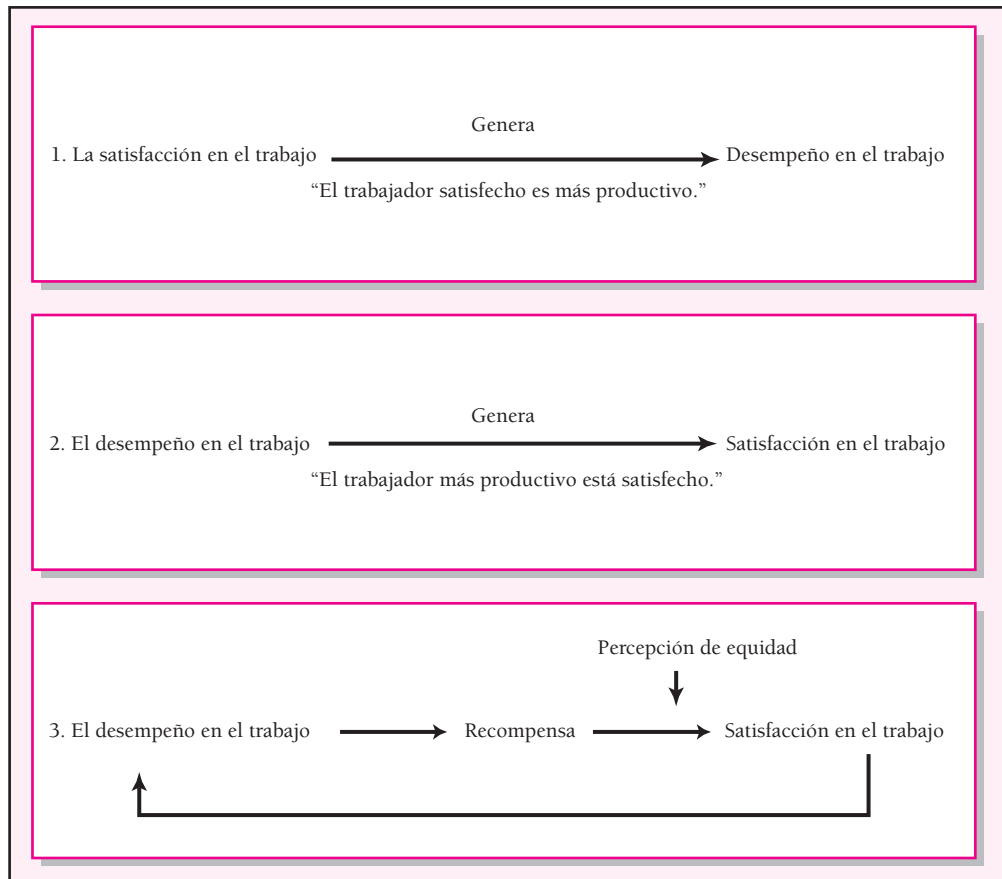 Genera
1. La satisfacción en el trabajo
Desempeño en el trabajo
“El trabajador satisfecho es más productivo.”
Genera
2. El desempeño en el trabajo
Satisfacción en el trabajo
“El trabajador más productivo está satisfecho.”
Percepción de equidad
3. El desempeño en el trabajo
Recompensa
Satisfacción en el trabajo